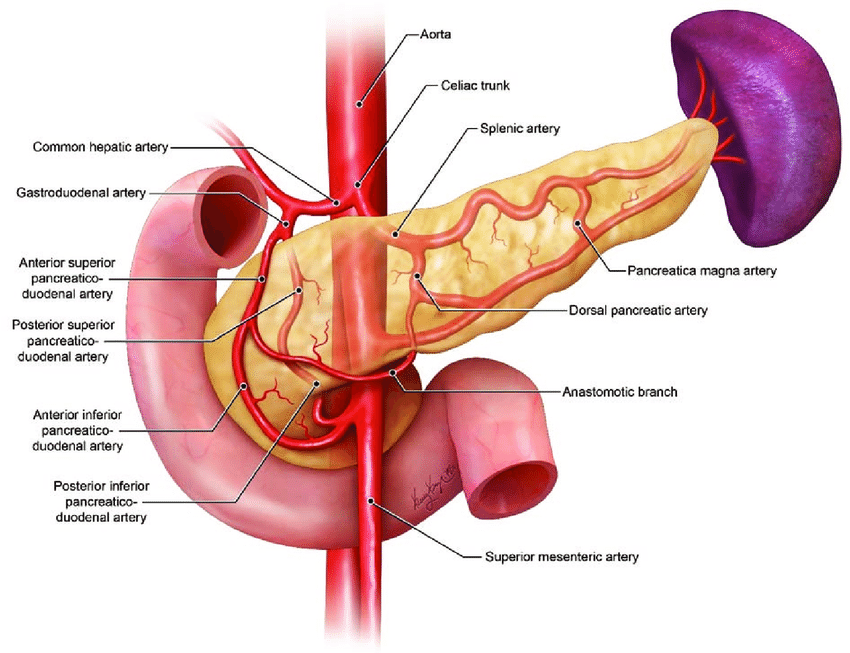 Aorta
Celiac trunk
Splenic artery
Common hepatic artery
Gastroduodenal artery
Anterior superior
pancreatico-
duodenal artery
Posterior superior
pancreatico-
duodenal artery
Anterior inferior
pancreatico-
duodenal artery
Posterior inferior
pancreatico-
duodenal artery
Pancreatica magna artery
Dorsal pancreatic artery
Anastomotic branch
Superior mesenteric artery